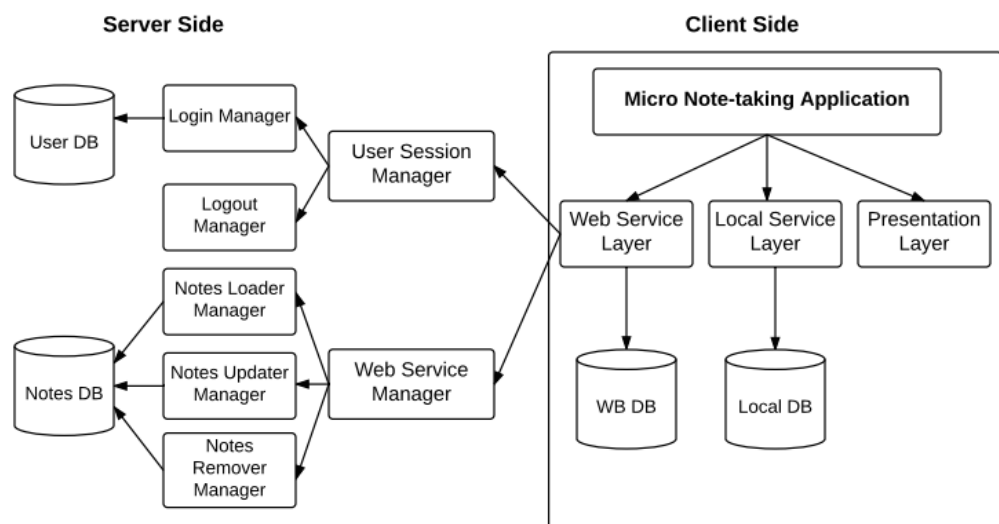 Server Side
Client Side
Micro Note-taking Application
User DB
Login Manager
User Session
Manager
Logout
Manager
Web Service
Layer
Local Service
Layer
Presentation
Layer
Notes Loader
Manager
Notes DB
Notes Updater
Manager
Web Service
Manager
WB DB
Local DB
Notes
Remover
Manager